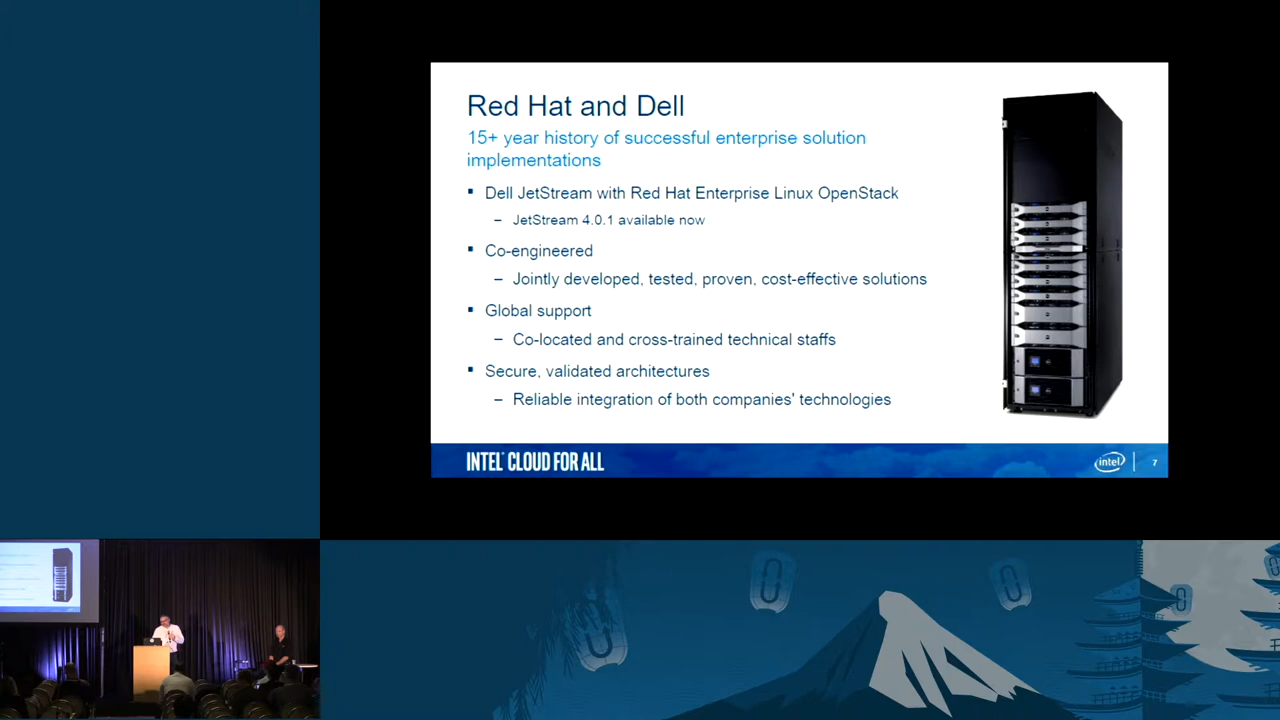 Red Hat and Dell
15+ year history of successful enterprise solution
implementations
▪ Dell JetStream with Red Hat Enterprise Linux OpenStack
– JetStream 4.0.1 available now
▪ Co-engineered
– Jointly developed, tested, proven, cost-effective solutions
▪ Global support
– Co-located and cross-trained technical staffs
▪ Secure, validated architectures
– Reliable integration of both companies' technologies
INTEL® CLOUD FOR ALL
intel
7